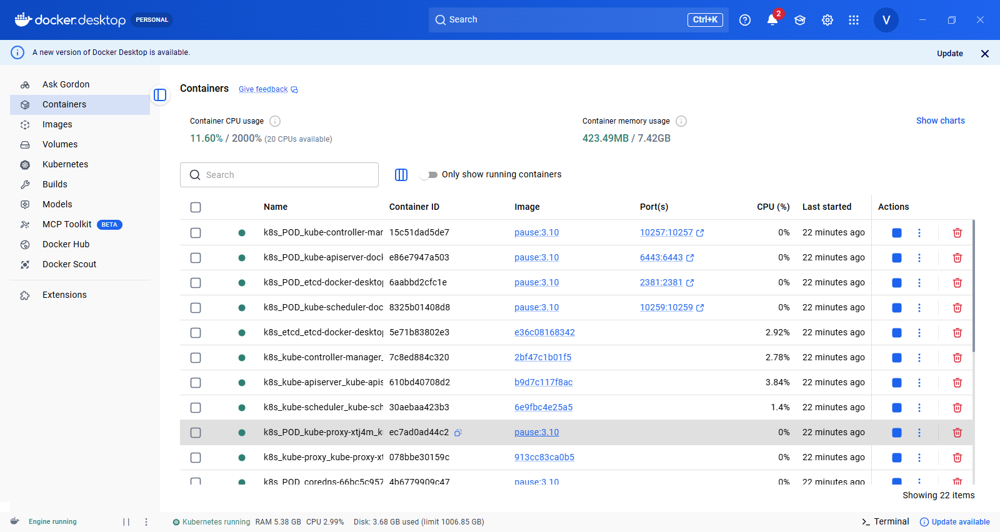 docker.desktop PERSONAL Search Ctrl+K 2 V
A new version of Docker Desktop is available. Update
Ask Gordon
Containers
Images
Volumes
Kubernetes
Builds
Models
MCP Toolkit BETA
Docker Hub
Docker Scout
Extensions
Containers Give feedback
Container CPU usage
11.60% / 2000% (20 CPUs available)
Container memory usage
423.49MB / 7.42GB
Show charts
Search
Only show running containers
Name Container ID Image Port(s) CPU (%) Last started Actions
k8s_POD_kube-controller-mar 15c51dad5de7 pause:3.10 10257:10257 0% 22 minutes ago
k8s_POD_kube-apiserver-dock e86e7947a503 pause:3.10 6443:6443 0% 22 minutes ago
k8s_POD_etcd-docker-desktop 6aabbd2cfc1e pause:3.10 2381:2381 0% 22 minutes ago
k8s_POD_kube-scheduler-doc 8325b01408d8 pause:3.10 10259:10259 0% 22 minutes ago
k8s_etcd_etcd-docker-desktop 5e71b83802e3 e36c08168342 2.92% 22 minutes ago
k8s_kube-controller-manager_ 7c8ed884c320 2bf47c1b01f5 2.78% 22 minutes ago
k8s_kube-apiserver_kube-apis 610bd40708d2 b9d7c117f8ac 3.84% 22 minutes ago
k8s_kube-scheduler_kube-sch 30aebaa423b3 6e9fbc4e25a5 1.4% 22 minutes ago
k8s_POD_kube-proxy-xtj4m_k ec7ad0ad44c2 pause:3.10 0% 22 minutes ago
k8s_kube-proxy_kube-proxy-xt 078bbe30159c 913cc83ca0b5 0% 22 minutes ago
k8s_POD_coredns-66bc5c957 4b6779909c47 pause:3.10 0% 22 minutes ago
Showing 22 items
Engine running Kubernetes running RAM 5.38 GB CPU 2.99% Disk: 3.68 GB used (limit 1006.85 GB) Terminal Update available